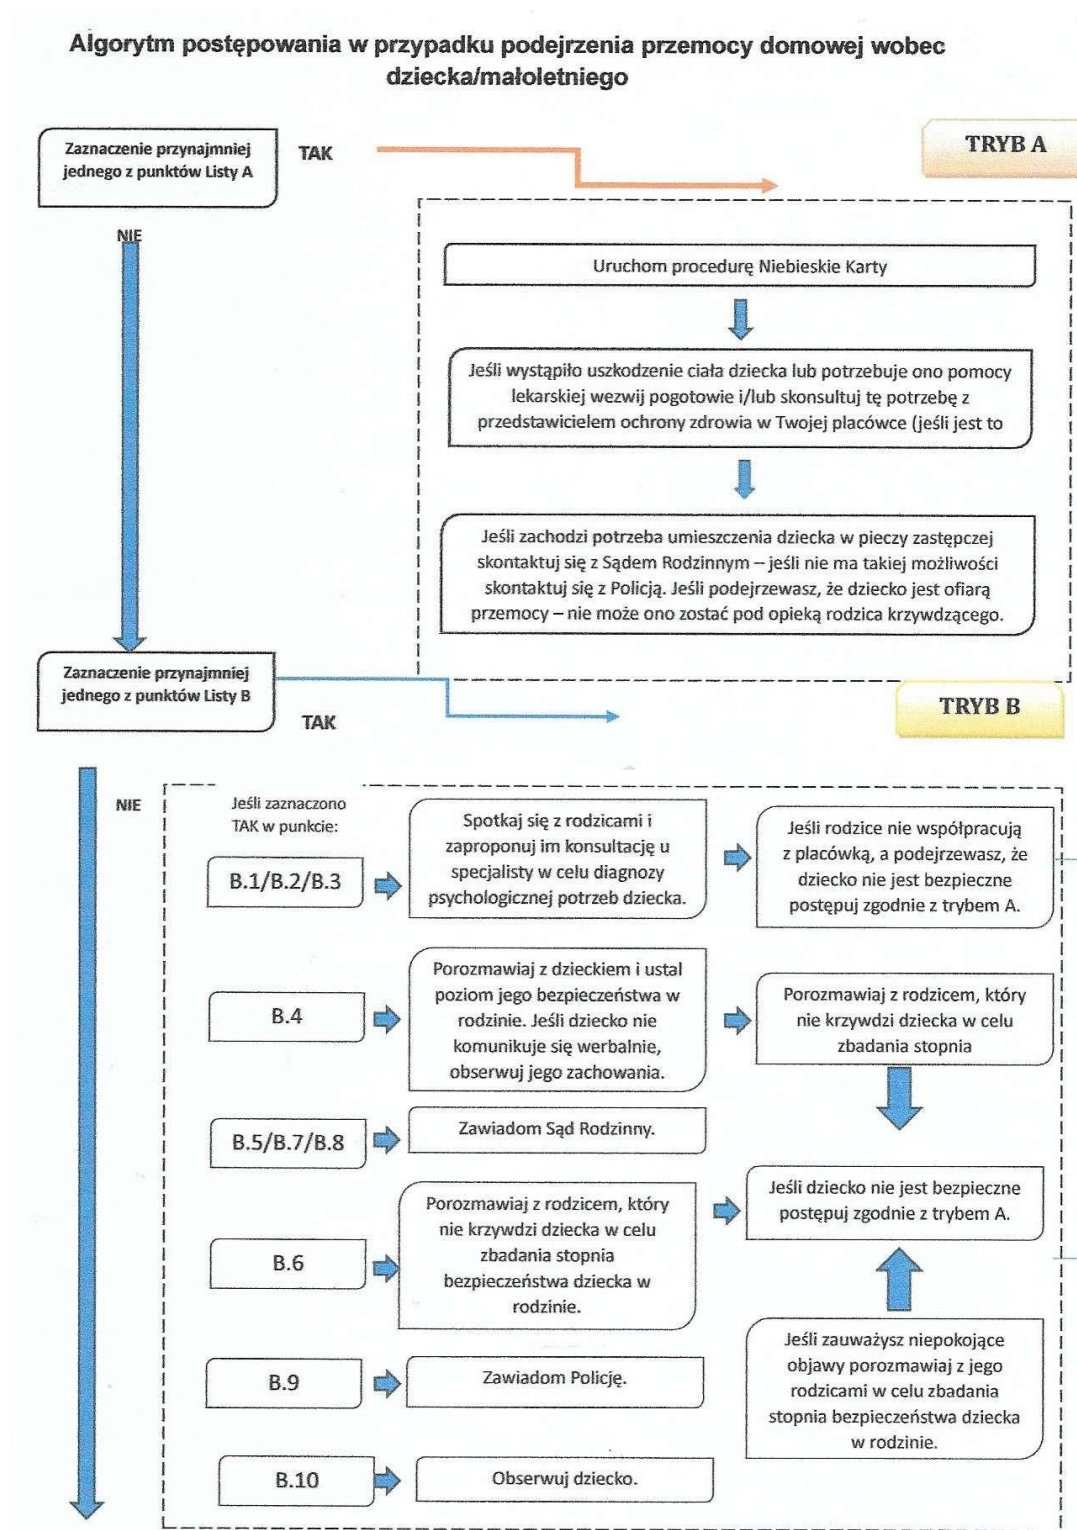 Algorytm postępowania w przypadku podejrzenia przemocy domowej wobec
dziecka/małoletniego
Zaznaczenie przynajmniej
jednego z punktów Listy A
TAK
TRYB A
NIE
Uruchom procedurę Niebieskie Karty
Jeśli wystąpiło uszkodzenie ciała dziecka lub potrzebuje ono pomocy
lekarskiej wezwij pogotowie i/lub skonsultuj tę potrzebę z
przedstawicielem ochrony zdrowia w Twojej placówce (jeśli jest to
Jeśli zachodzi potrzeba umieszczenia dziecka w pieczy zastępczej
skontaktuj się z Sądem Rodzinnym – jeśli nie ma takiej możliwości
skontaktuj się z Policją. Jeśli podejrzewasz, że dziecko jest ofiarą
przemocy – nie może ono zostać pod opieką rodzica krzywdzącego.
Zaznaczenie przynajmniej
jednego z punktów Listy B
TAK
TRYB B
NIE
Jeśli zaznaczono
TAK w punkcie:
B.1/B.2/B.3
Spotkaj się z rodzicami i
zaproponuj im konsultację u
specjalisty w celu diagnozy
psychologicznej potrzeb dziecka.
Jeśli rodzice nie współpracują
z placówką, a podejrzewasz, że
dziecko nie jest bezpieczne
postępuj zgodnie z trybem A.
B.4
Porozmawiaj z dzieckiem i ustal
poziom jego bezpieczeństwa w
rodzinie. Jeśli dziecko nie
komunikuje się werbalnie,
obserwuj jego zachowania.
Porozmawiaj z rodzicem, który
nie krzywdzi dziecka w celu
zbadania stopnia
B.5/B.7/B.8
Zawiadom Sąd Rodzinny.
B.6
Porozmawiaj z rodzicem, który
nie krzywdzi dziecka w celu
zbadania stopnia
bezpieczeństwa dziecka w
rodzinie.
Jeśli dziecko nie jest bezpieczne
postępuj zgodnie z trybem A.
B.9
Zawiadom Policję.
Jeśli zauważysz niepokojące
objawy porozmawiaj z jego
rodzicami w celu zbadania
stopnia bezpieczeństwa dziecka
w rodzinie.
B.10
Obserwuj dziecko.